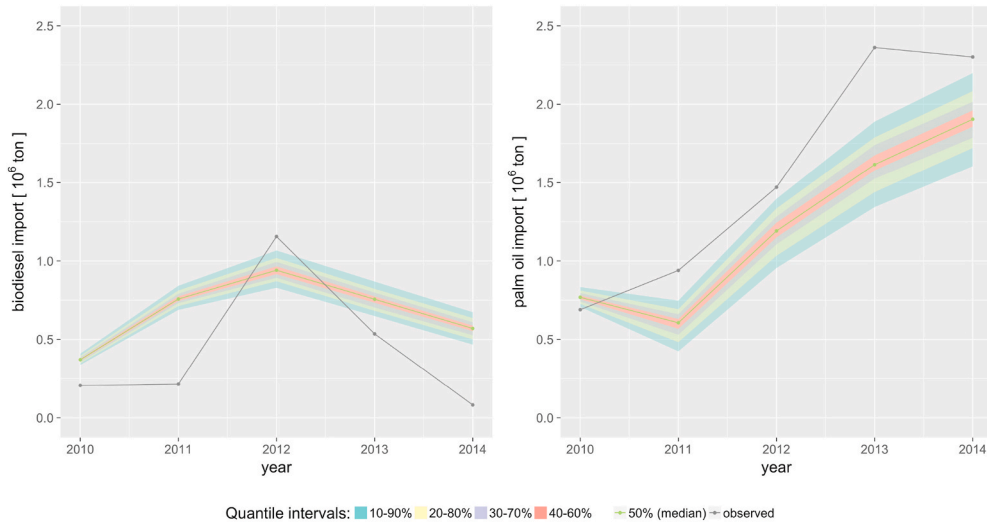 2.5
2.0
1.5
1.0
0.5
0.0
biodiesel import [ 10⁶ ton ]
2010 2011 2012 2013 2014
year
2.5
2.0
1.5
1.0
0.5
0.0
palm oil import [ 10⁶ ton ]
2010 2011 2012 2013 2014
year
Quantile intervals: 10-90% 20-80% 30-70% 40-60% 50% (median) observed